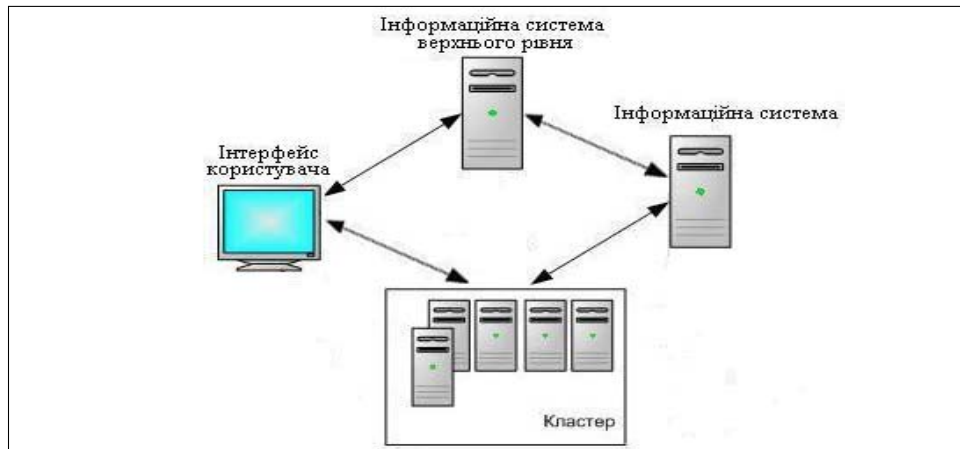 Інформаційна система
верхнього рівня
Інформаційна система
Інтерфейс
користувача
Кластер